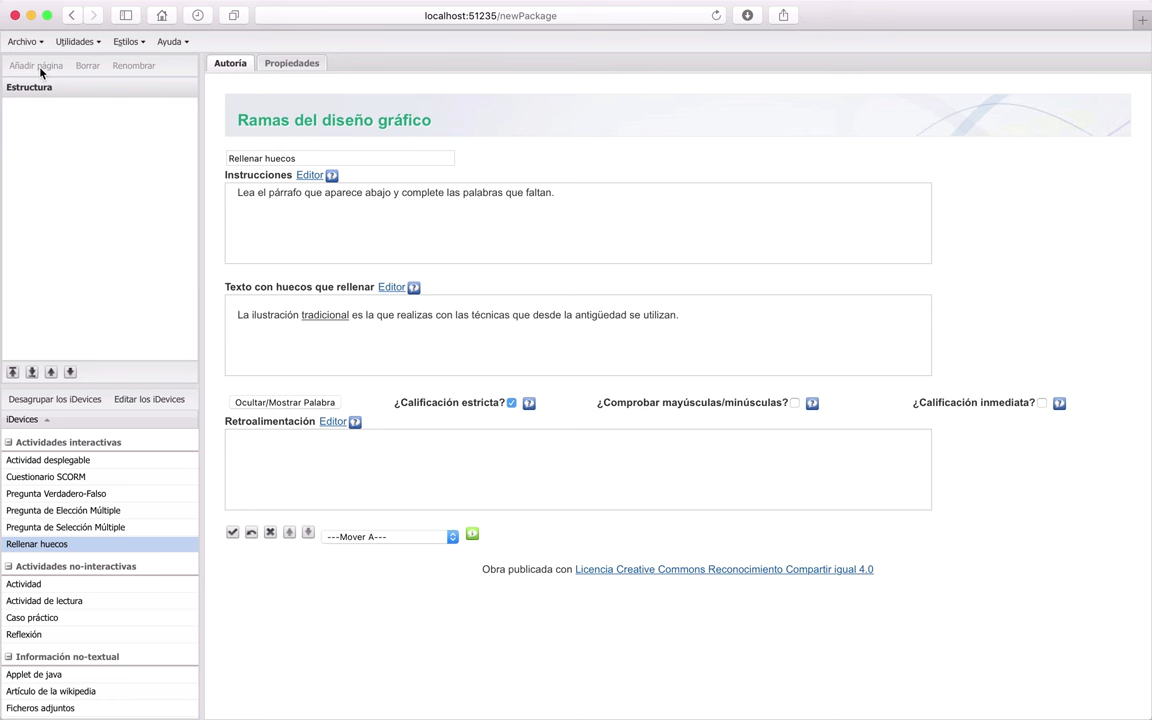 localhost:51235/newPackage
Archivo Utilidades Estilos Ayuda
Añadir página Borrar Renombrar
Estructura
Desagrupar los iDevices Editar los iDevices
iDevices
Actividades interactivas
Actividad desplegable
Cuestionario SCORM
Pregunta Verdadero-Falso
Pregunta de Elección Múltiple
Pregunta de Selección Múltiple
Rellenar huecos
Actividades no-interactivas
Actividad
Actividad de lectura
Caso práctico
Reflexión
Información no-textual
Applet de java
Artículo de la wikipedia
Ficheros adjuntos
Autoría Propiedades
Ramas del diseño gráfico
Rellenar huecos
Instrucciones Editor
Lea el párrafo que aparece abajo y complete las palabras que faltan.
Texto con huecos que rellenar Editor
La ilustración tradicional es la que realizas con las técnicas que desde la antigüedad se utilizan.
Ocultar/Mostrar Palabra ¿Calificación estricta? ¿Comprobar mayúsculas/minúsculas? ¿Calificación inmediata?
Retroalimentación Editor
---Mover A---
Obra publicada con Licencia Creative Commons Reconocimiento Compartir igual 4.0